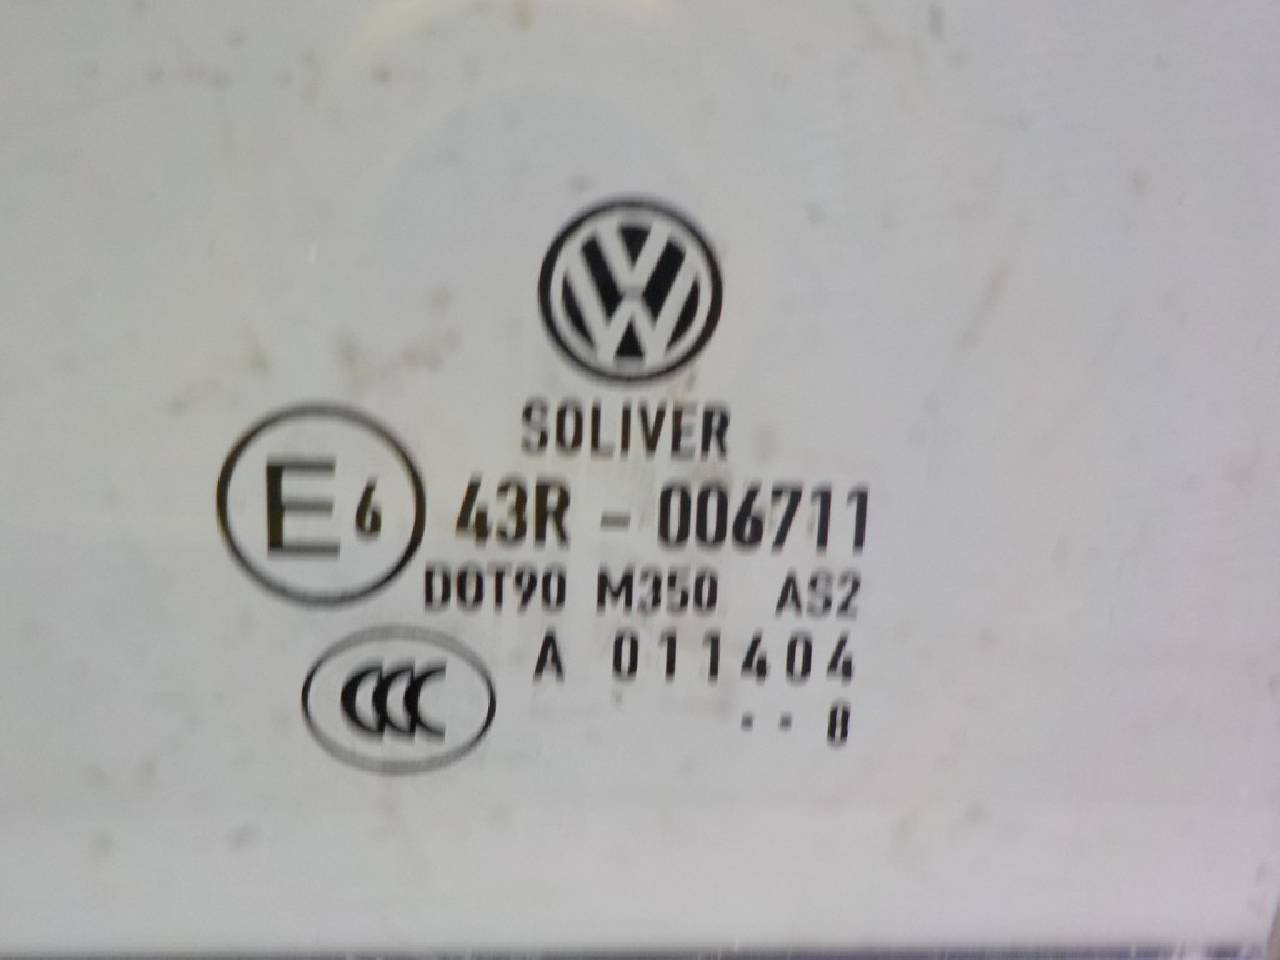 VW
SOLIVER
E6 43R - 006711
DOT90 M350 AS2
A 011404
CCC
·· 8